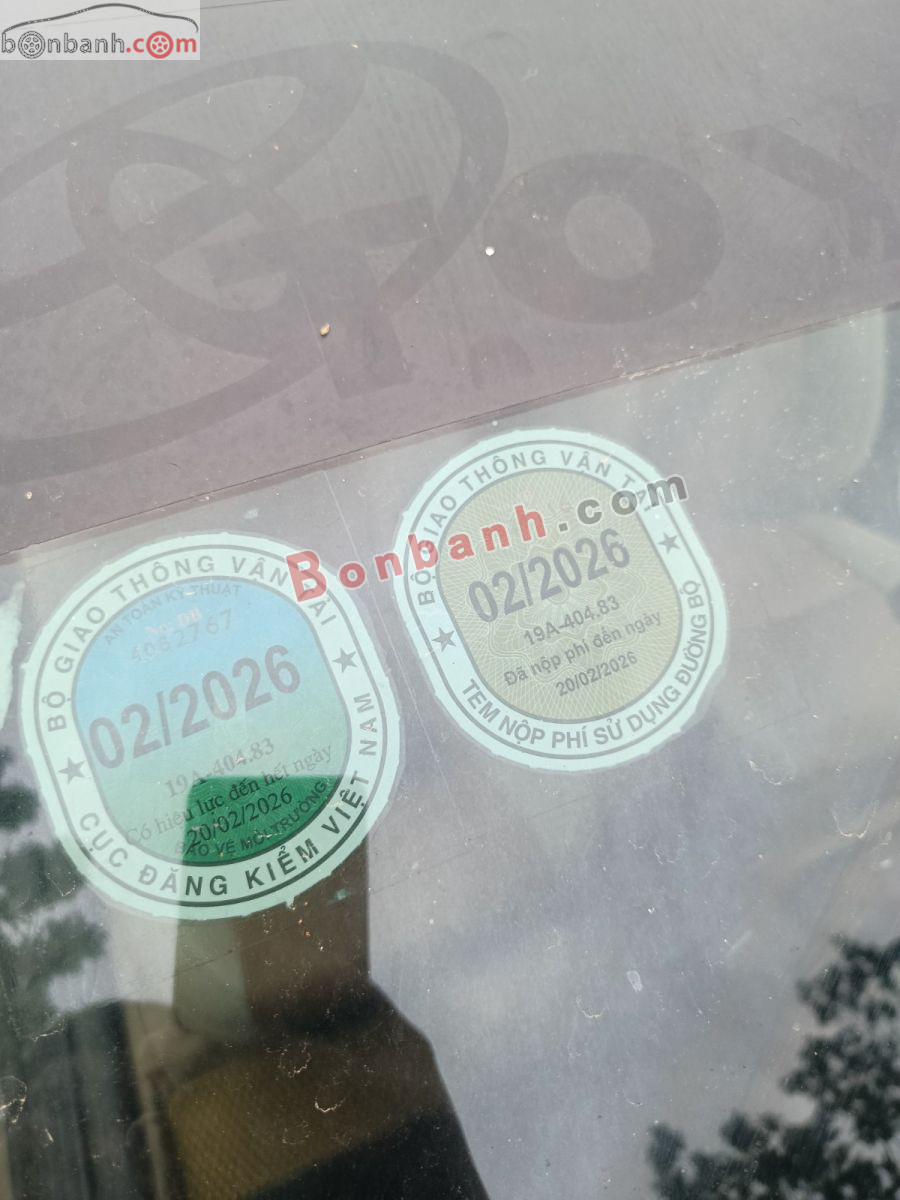 bonbanh.com
TOY
Bonbanh.com
BỘ GIAO THÔNG VẬN TẢI
AN TOÀN KỸ THUẬT
No: DB
4062767
02/2026
19A-404.83
Có hiệu lực đến hết ngày
20/02/2026
BẢO VỆ MÔI TRƯỜNG
CỤC ĐĂNG KIỂM VIỆT NAM
BỘ GIAO THÔNG VẬN TẢI
02/2026
19A-404.83
Đã nộp phí đến ngày
20/02/2026
TEM NỘP PHÍ SỬ DỤNG ĐƯỜNG BỘ